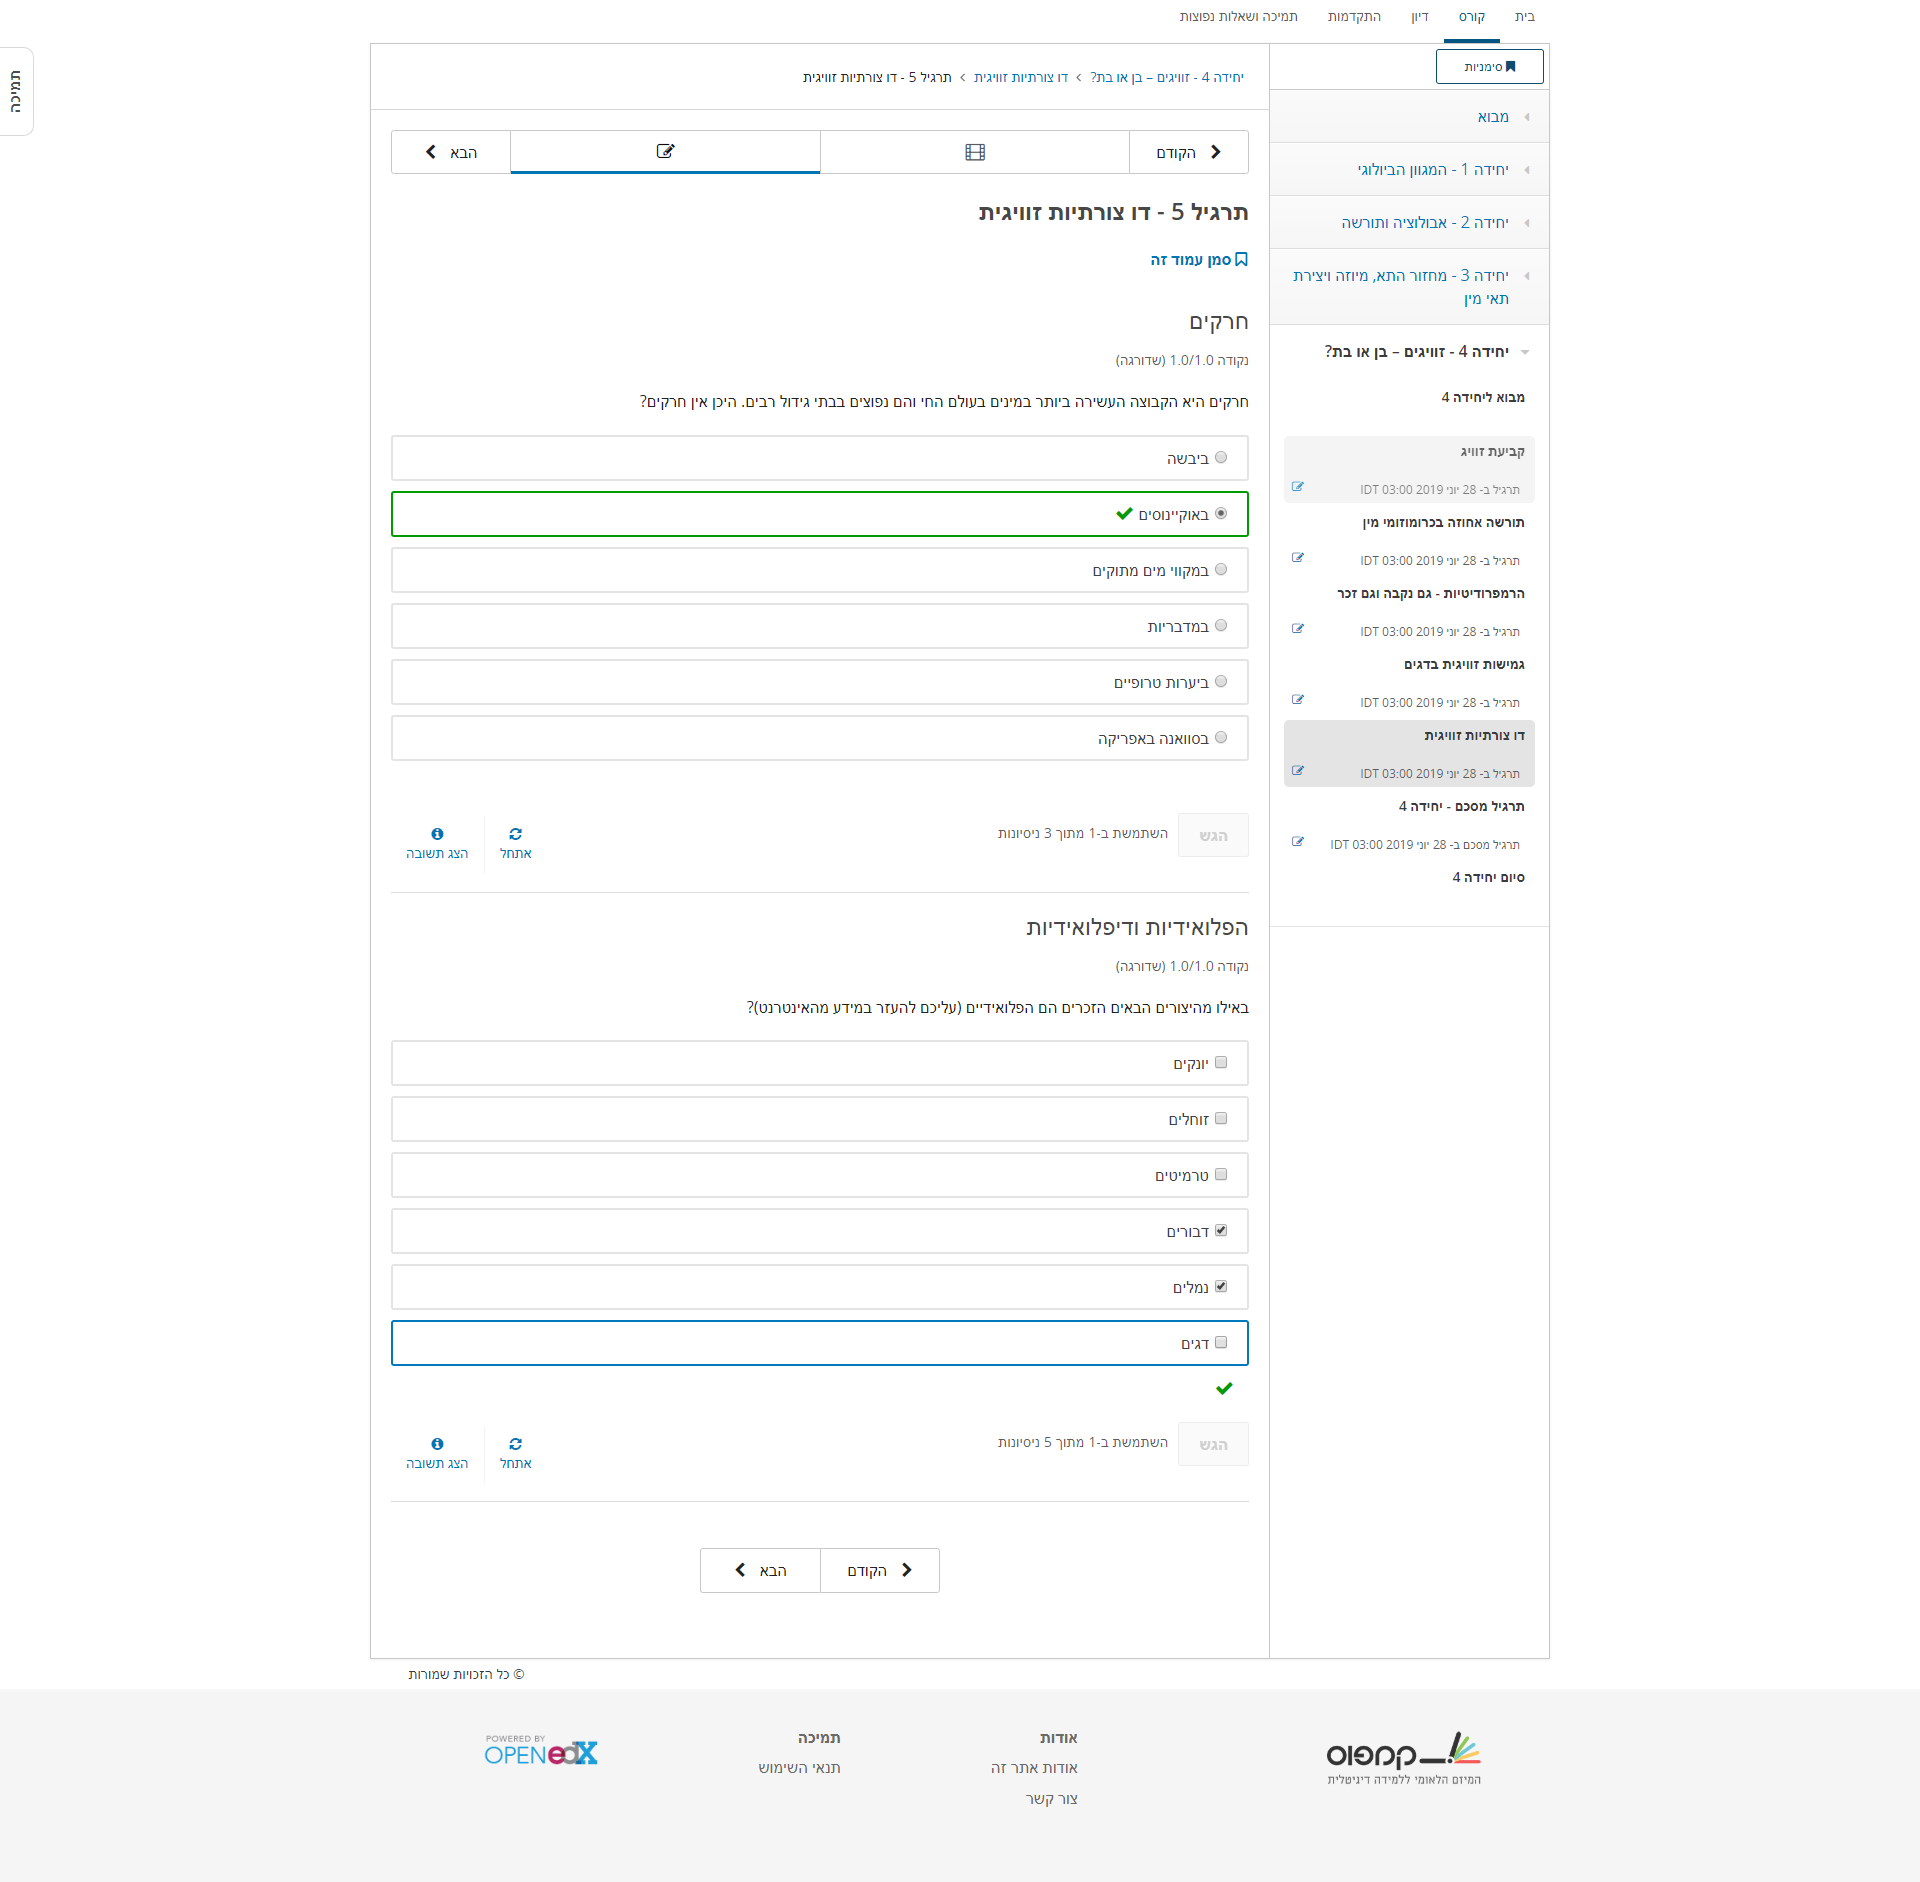 בית
קורס
דיון
התקדמות
תמיכה ושאלות נפוצות
תמיכה
סימניות
מבוא
יחידה 1 - המגוון הביולוגי
יחידה 2 - אבולוציה ותורשה
יחידה 3 - מחזור התא, מיוזה ויצירת
תאי מין
יחידה 4 - זוויגים – בן או בת?
מבוא ליחידה 4
קביעת זוויג
תרגיל ב- 28 יוני 2019 03:00 IDT
תורשה אחוזה בכרומוזומי מין
תרגיל ב- 28 יוני 2019 03:00 IDT
הרמפרודיטיות - גם נקבה וגם זכר
תרגיל ב- 28 יוני 2019 03:00 IDT
גמישות זוויגית בדגים
תרגיל ב- 28 יוני 2019 03:00 IDT
דו צורתיות זוויגית
תרגיל ב- 28 יוני 2019 03:00 IDT
תרגיל מסכם - יחידה 4
תרגיל מסכם ב- 28 יוני 2019 03:00 IDT
סיום יחידה 4
יחידה 4 - זוויגים – בן או בת? > דו צורתיות זוויגית > תרגיל 5 - דו צורתיות זוויגית
הקודם
הבא
תרגיל 5 - דו צורתיות זוויגית
סמן עמוד זה
חרקים
נקודה 1.0/1.0 (שדורגה)
חרקים היא הקבוצה העשירה ביותר במינים בעולם החי והם נפוצים בבתי גידול רבים. היכן אין חרקים?
ביבשה
באוקיינוסים
במקווי מים מתוקים
במדבריות
ביערות טרופיים
בסוואנה באפריקה
הגש
השתמשת ב-1 מתוך 3 ניסיונות
אתחל
הצג תשובה
הפלואידיות ודיפלואידיות
נקודה 1.0/1.0 (שדורגה)
באילו מהיצורים הבאים הזכרים הם הפלואידיים (עליכם להעזר במידע מהאינטרנט)?
יונקים
זוחלים
טרמיטים
דבורים
נמלים
דגים
הגש
השתמשת ב-1 מתוך 5 ניסיונות
אתחל
הצג תשובה
הקודם
הבא
© כל הזכויות שמורות
קמפוס
המיזם הלאומי ללמידה דיגיטלית
אודות
אודות אתר זה
צור קשר
תמיכה
תנאי השימוש
POWERED BY
OPEN edX